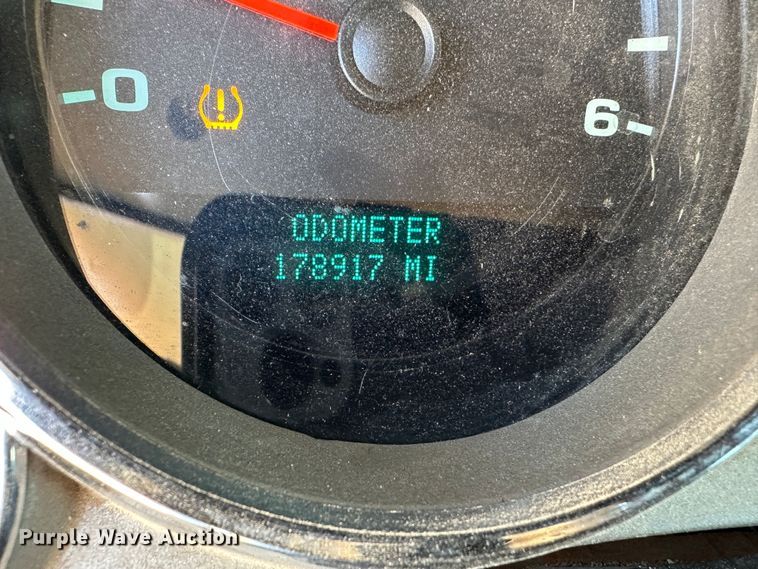 0
6
ODOMETER
178917 MI
Purple Wave Auction